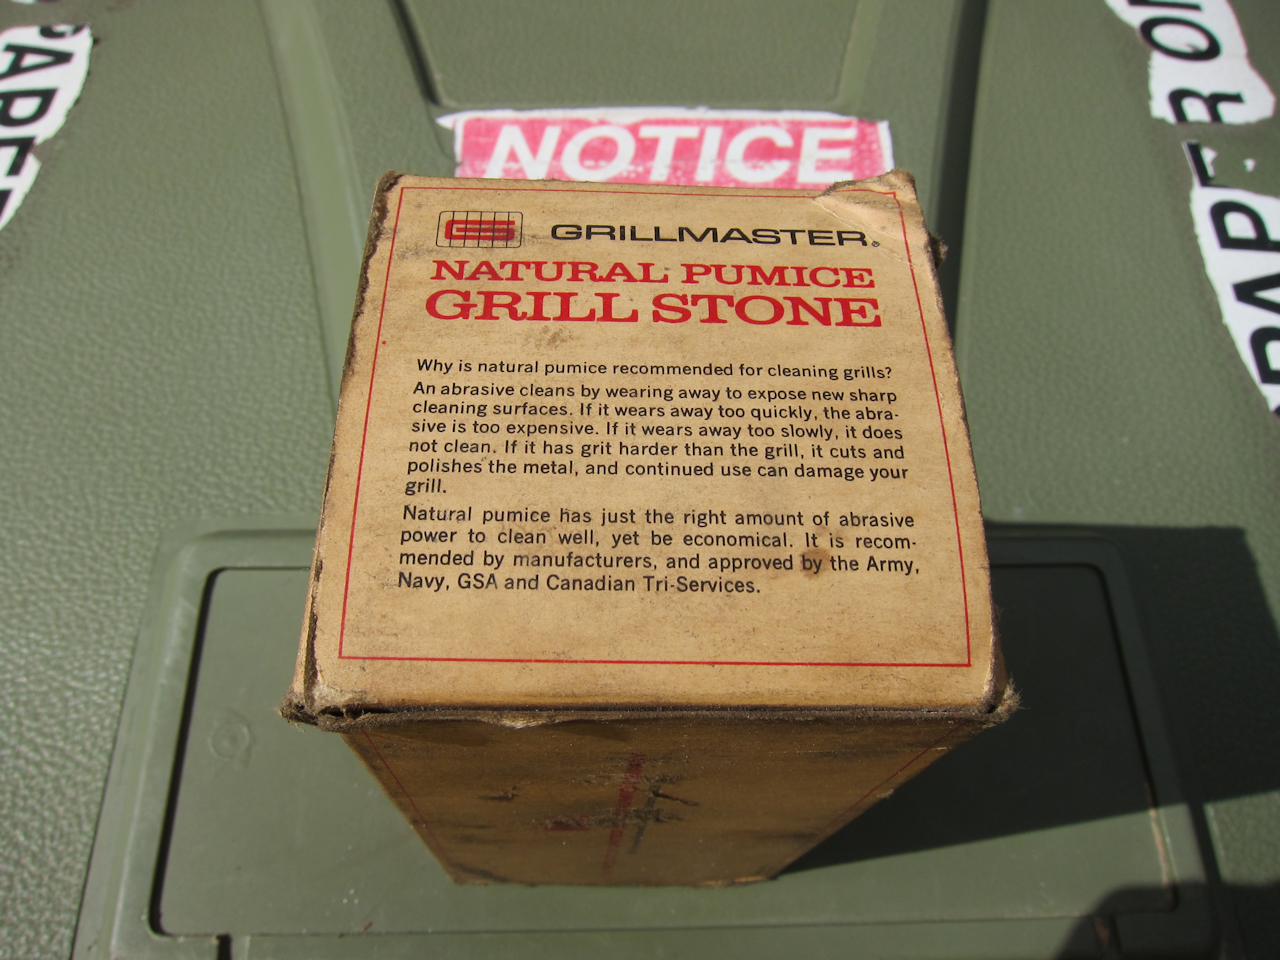 NOTICE
GRILLMASTER®
NATURAL PUMICE
GRILL STONE
Why is natural pumice recommended for cleaning grills?
An abrasive cleans by wearing away to expose new sharp
cleaning surfaces. If it wears away too quickly, the abra-
sive is too expensive. If it wears away too slowly, it does
not clean. If it has grit harder than the grill, it cuts and
polishes the metal, and continued use can damage your
grill.
Natural pumice has just the right amount of abrasive
power to clean well, yet be economical. It is recom-
mended by manufacturers, and approved by the Army,
Navy, GSA and Canadian Tri-Services.
PAPER
PAPER